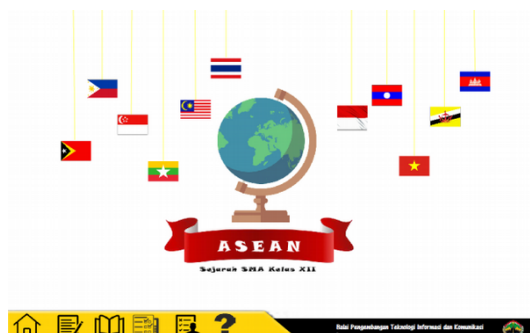 ASEAN
Sejarah SMA Kelas XII
?
Balai Pengembangan Teknologi Informasi dan Komunikasi